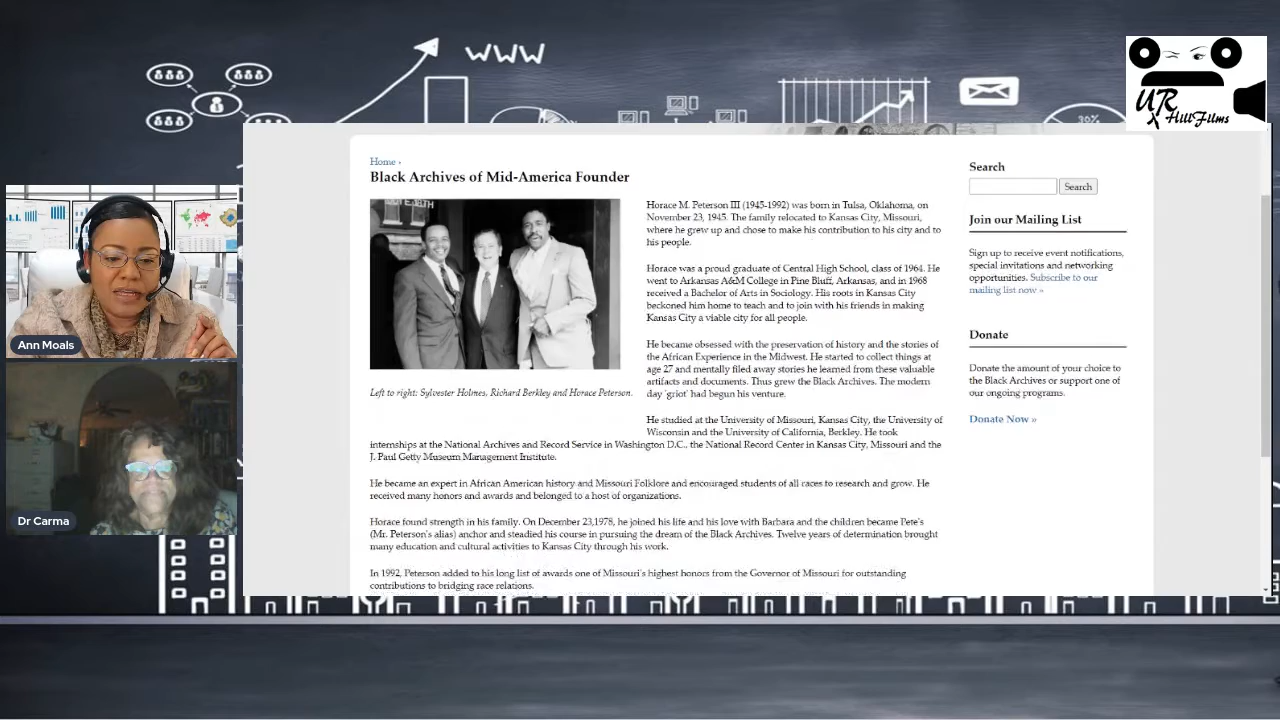 WWW
30%
UR
HillFilms
Home ›
Black Archives of Mid-America Founder
Horace M. Peterson III (1945-1992) was born in Tulsa, Oklahoma, on
November 23, 1945. The family relocated to Kansas City, Missouri,
where he grew up and chose to make his contribution to his city and to
his people.
Horace was a proud graduate of Central High School, class of 1964. He
went to Arkansas A&M College in Pine Bluff, Arkansas, and in 1968
received a Bachelor of Arts in Sociology. His roots in Kansas City
beckoned him home to teach and to join with his friends in making
Kansas City a viable city for all people.
He became obsessed with the preservation of history and the stories of
the African Experience in the Midwest. He started to collect things at
age 27 and mentally filed away stories he learned from these valuable
artifacts and documents. Thus grew the Black Archives. The modern
day 'griot' had begun his venture.
Left to right: Sylvester Holmes, Richard Berkley and Horace Peterson.
He studied at the University of Missouri, Kansas City, the University of
Wisconsin and the University of California, Berkley. He took
internships at the National Archives and Record Service in Washington D.C., the National Record Center in Kansas City, Missouri and the
J. Paul Getty Museum Management Institute.
He became an expert in African American history and Missouri Folklore and encouraged students of all races to research and grow. He
received many honors and awards and belonged to a host of organizations.
Horace found strength in his family. On December 23,1978, he joined his life and his love with Barbara and the children became Pete's
(Mr. Peterson's alias) anchor and steadied his course in pursuing the dream of the Black Archives. Twelve years of determination brought
many education and cultural activities to Kansas City through his work.
In 1992, Peterson added to his long list of awards one of Missouri's highest honors from the Governor of Missouri for outstanding
contributions to bridging race relations.
Search
Search
Join our Mailing List
Sign up to receive event notifications,
special invitations and networking
opportunities. Subscribe to our
mailing list now »
Donate
Donate the amount of your choice to
the Black Archives or support one of
our ongoing programs.
Donate Now »
Ann Moals
Dr Carma